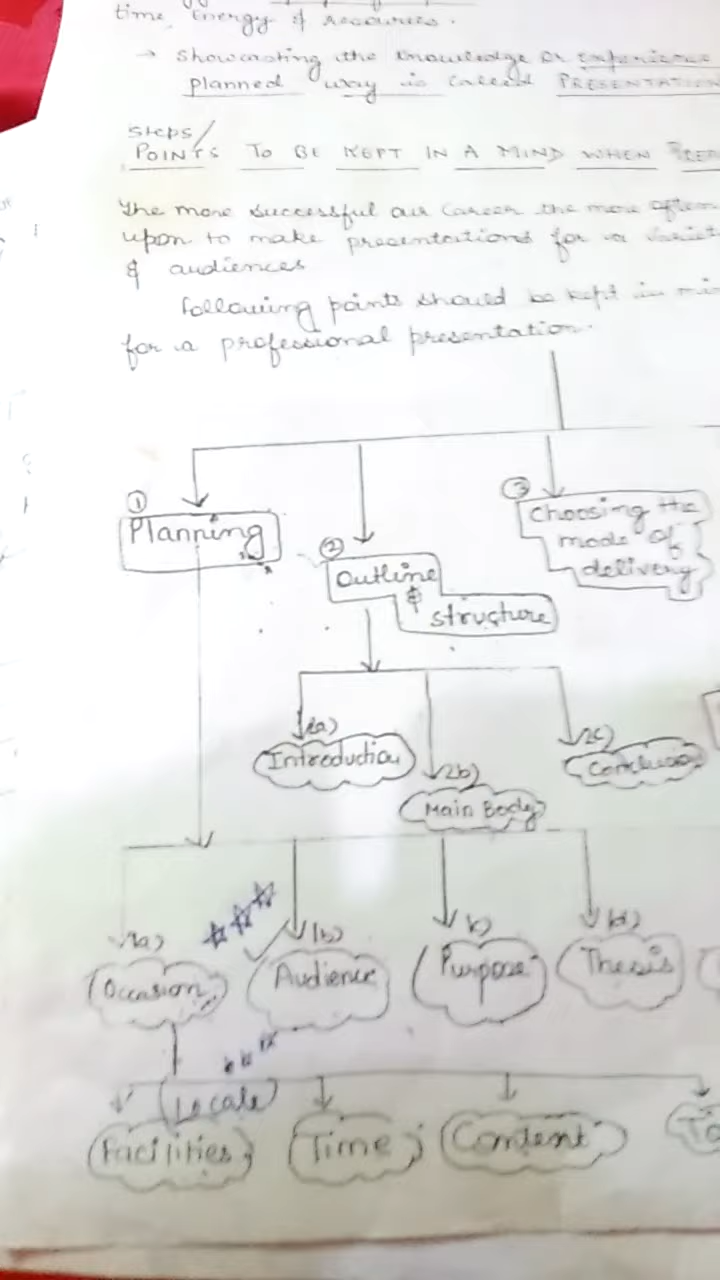 time, Energy & resources.
→ Showcasting the knowledge or experience
planned way is called PRESENTATION
Steps/
POINTS TO BE KEPT IN A MIND WHEN
The more successful our career the more often
upon to make presentations for a
& audiences
following points should be kept in
for a professional presentation.
① Planning
② Outline
& structure
③ Choosing the
mode of
delivery
2a)
Introduction
2b)
Main Body
2c)
Conclusion
1a)
Occasion
1b)
Audience
Purpose
1d)
Thesis
(Locale)
Facilities
Time
Content